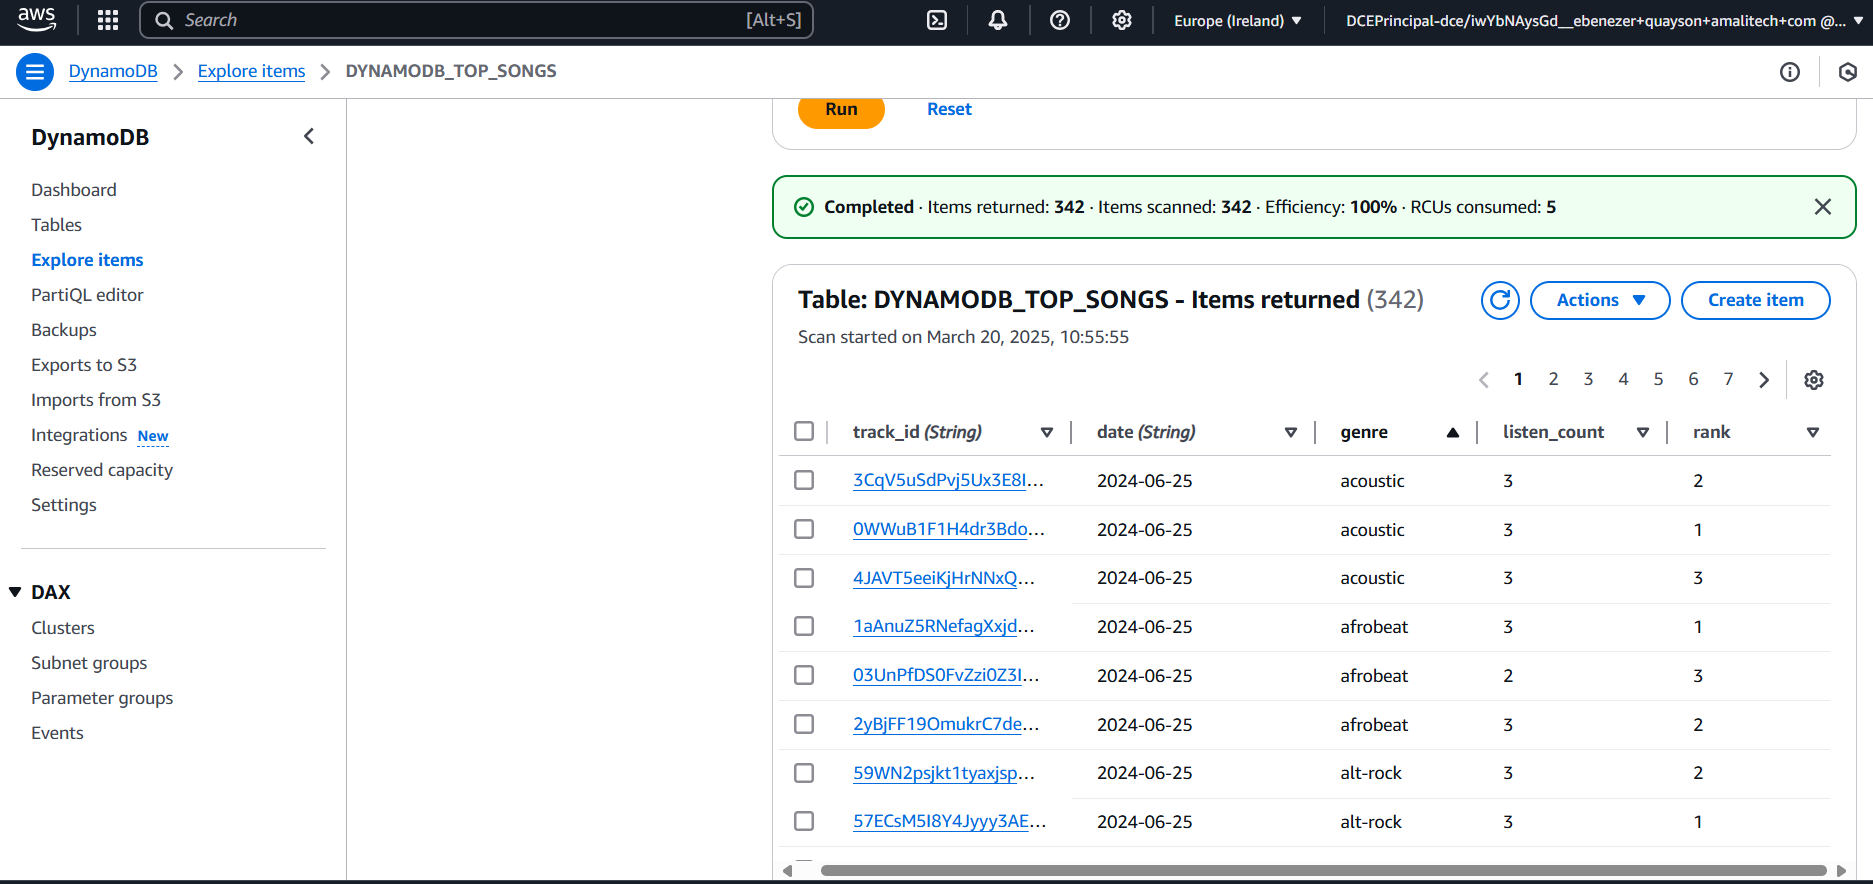 aws
Search [Alt+S]
Europe (Ireland) ▼
DCEPrincipal-dce/iwYbNAysGd__ebenezer+quayson+amalitech+com @... ▼
DynamoDB > Explore items > DYNAMODB_TOP_SONGS
DynamoDB
Dashboard
Tables
Explore items
PartiQL editor
Backups
Exports to S3
Imports from S3
Integrations New
Reserved capacity
Settings
DAX
Clusters
Subnet groups
Parameter groups
Events
Run Reset
Completed · Items returned: 342 · Items scanned: 342 · Efficiency: 100% · RCUs consumed: 5
Table: DYNAMODB_TOP_SONGS - Items returned (342)
Actions Create item
Scan started on March 20, 2025, 10:55:55
1 2 3 4 5 6 7
track_id (String) date (String) genre listen_count rank
3CqV5uSdPvj5Ux3E8I... 2024-06-25 acoustic 3 2
0WWuB1F1H4dr3Bdo... 2024-06-25 acoustic 3 1
4JAVT5eeiKjHrNNxQ... 2024-06-25 acoustic 3 3
1aAnuZ5RNefagXxjd... 2024-06-25 afrobeat 3 1
03UnPfDS0FvZzi0Z3I... 2024-06-25 afrobeat 2 3
2yBjFF19OmukrC7de... 2024-06-25 afrobeat 3 2
59WN2psjkt1tyaxjsp... 2024-06-25 alt-rock 3 2
57ECsM5I8Y4Jyyy3AE... 2024-06-25 alt-rock 3 1